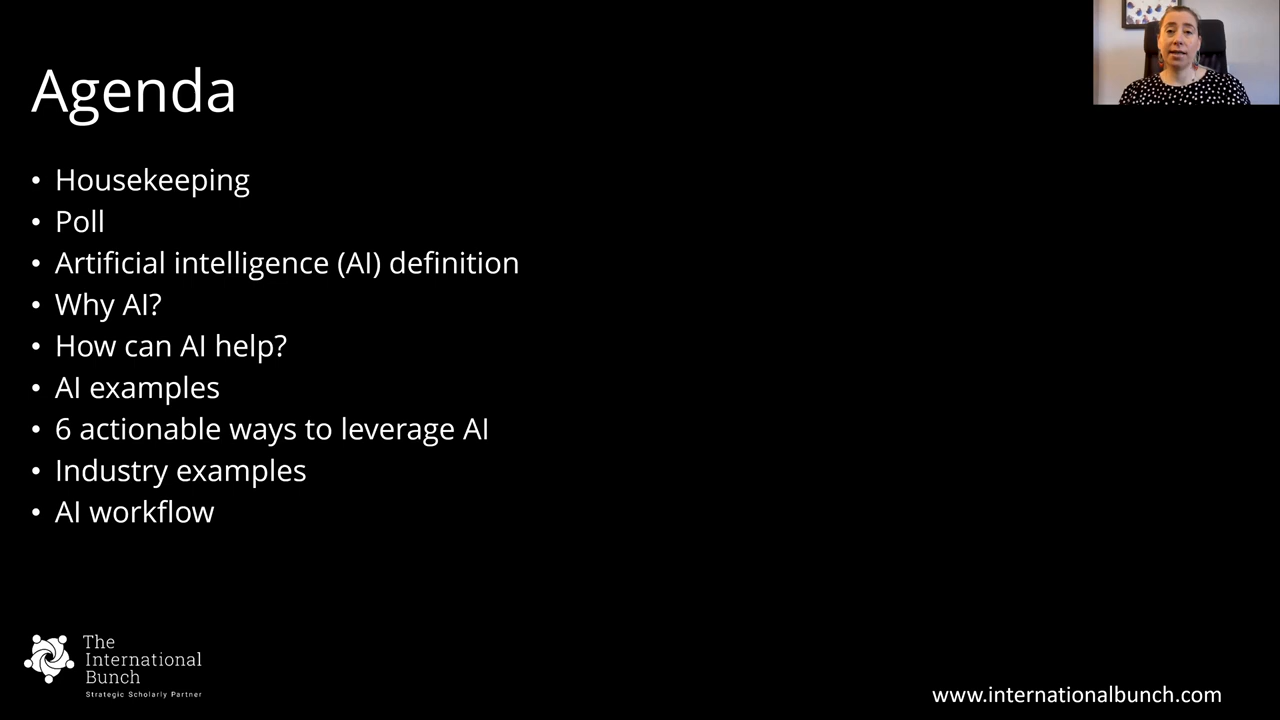 Agenda
• Housekeeping
• Poll
• Artificial intelligence (AI) definition
• Why AI?
• How can AI help?
• AI examples
• 6 actionable ways to leverage AI
• Industry examples
• AI workflow
The
International
Bunch
Strategic Scholarly Partner
www.internationalbunch.com